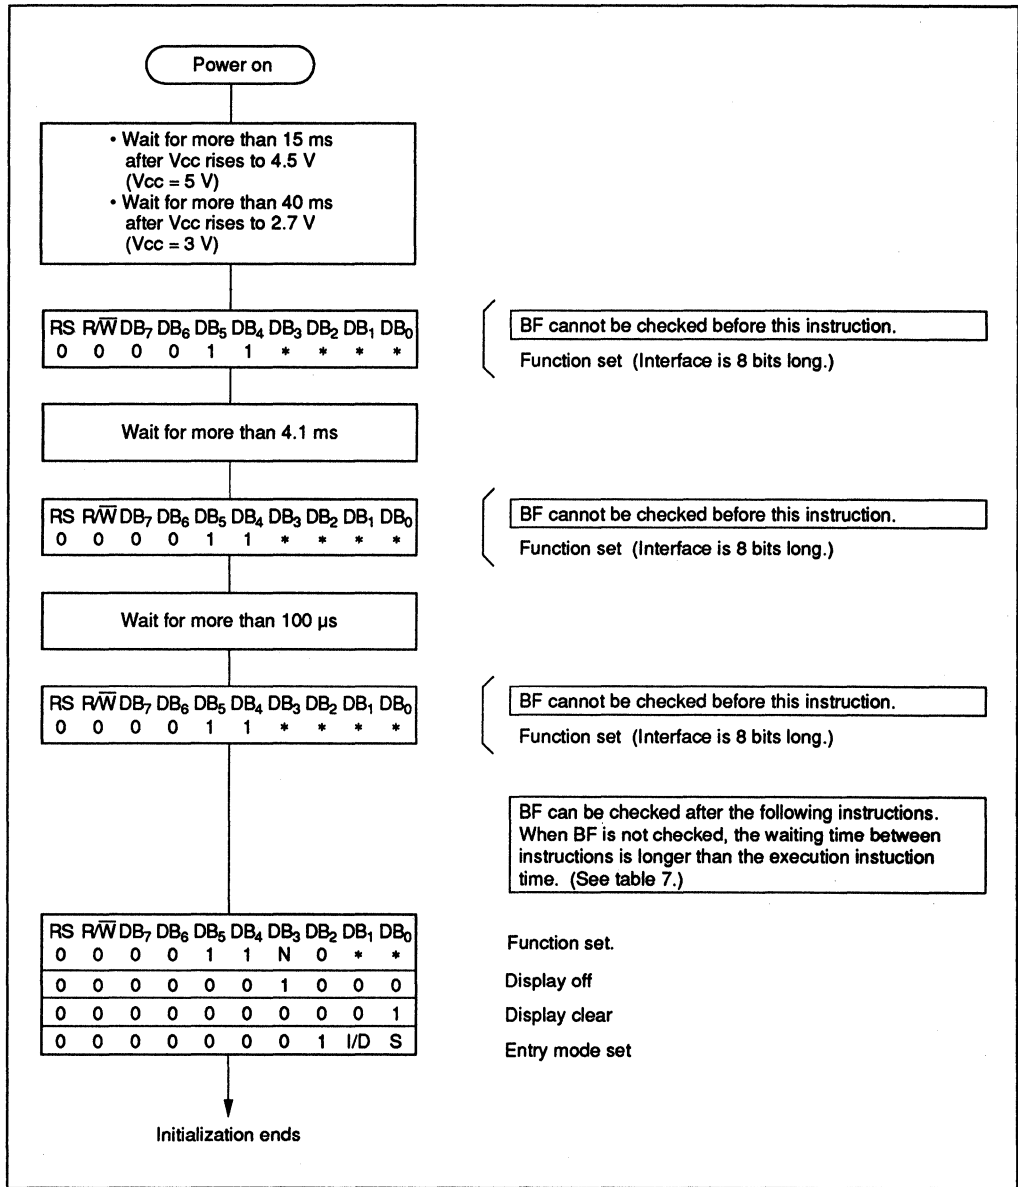 Power on
• Wait for more than 15 ms
after Vcc rises to 4.5 V
(Vcc = 5 V)
• Wait for more than 40 ms
after Vcc rises to 2.7 V
(Vcc = 3 V)
RS R/W̅ DB₇ DB₆ DB₅ DB₄ DB₃ DB₂ DB₁ DB₀
0 0 0 0 1 1 * * * *
BF cannot be checked before this instruction.
Function set (Interface is 8 bits long.)
Wait for more than 4.1 ms
RS R/W̅ DB₇ DB₆ DB₅ DB₄ DB₃ DB₂ DB₁ DB₀
0 0 0 0 1 1 * * * *
BF cannot be checked before this instruction.
Function set (Interface is 8 bits long.)
Wait for more than 100 µs
RS R/W̅ DB₇ DB₆ DB₅ DB₄ DB₃ DB₂ DB₁ DB₀
0 0 0 0 1 1 * * * *
BF cannot be checked before this instruction.
Function set (Interface is 8 bits long.)
BF can be checked after the following instructions.
When BF is not checked, the waiting time between
instructions is longer than the execution instuction
time. (See table 7.)
RS R/W̅ DB₇ DB₆ DB₅ DB₄ DB₃ DB₂ DB₁ DB₀
0 0 0 0 1 1 N 0 * *
Function set.
0 0 0 0 0 0 1 0 0 0
Display off
0 0 0 0 0 0 0 0 0 1
Display clear
0 0 0 0 0 0 0 1 I/D S
Entry mode set
Initialization ends